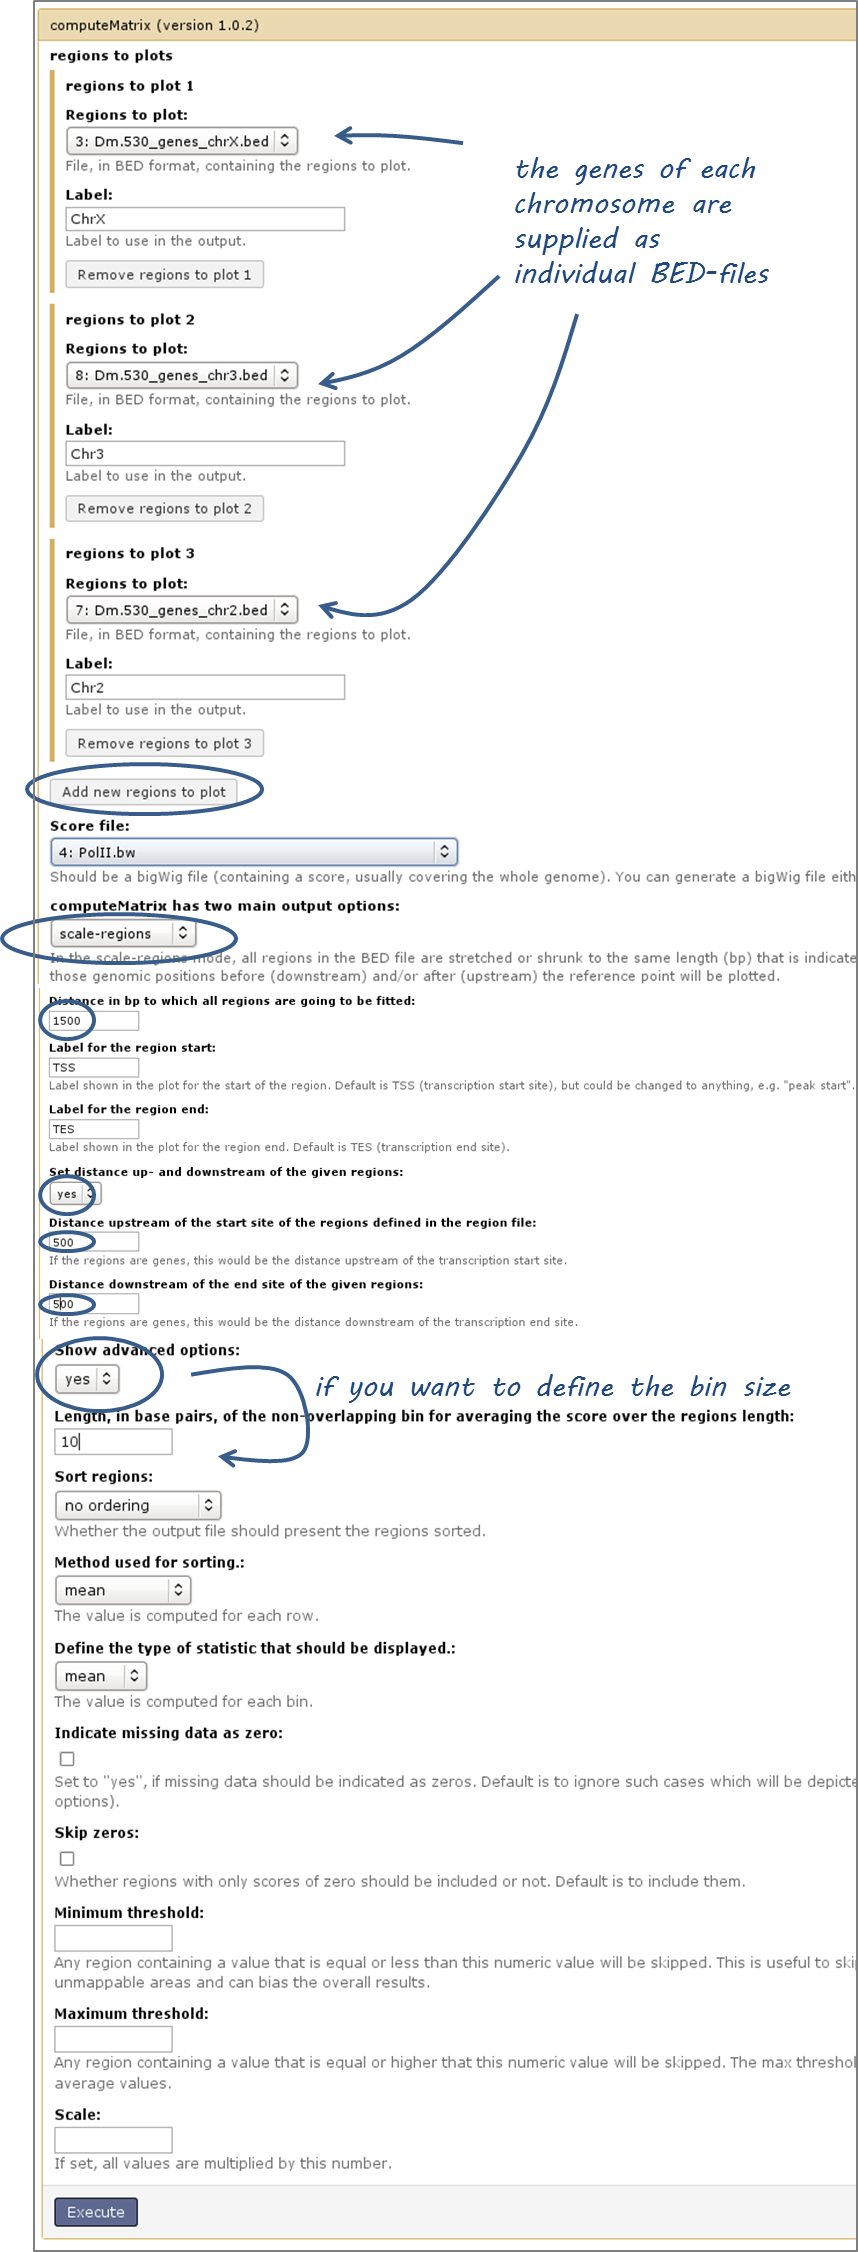 computeMatrix (version 1.0.2)
regions to plots
regions to plot 1
Regions to plot:
3: Dm.530_genes_chrX.bed
File, in BED format, containing the regions to plot.
Label:
ChrX
Label to use in the output.
Remove regions to plot 1
the genes of each
chromosome are
supplied as
individual BED-files
regions to plot 2
Regions to plot:
8: Dm.530_genes_chr3.bed
File, in BED format, containing the regions to plot.
Label:
Chr3
Label to use in the output.
Remove regions to plot 2
regions to plot 3
Regions to plot:
7: Dm.530_genes_chr2.bed
File, in BED format, containing the regions to plot.
Label:
Chr2
Label to use in the output.
Remove regions to plot 3
Add new regions to plot
Score file:
4: PolII.bw
Should be a bigWig file (containing a score, usually covering the whole genome). You can generate a bigWig file eith
computeMatrix has two main output options:
scale-regions
In the scale-regions mode, all regions in the BED file are stretched or shrunk to the same length (bp) that is indicate
those genomic positions before (downstream) and/or after (upstream) the reference point will be plotted.
Distance in bp to which all regions are going to be fitted:
1500
Label for the region start:
TSS
Label shown in the plot for the start of the region. Default is TSS (transcription start site), but could be changed to anything, e.g. "peak start".
Label for the region end:
TES
Label shown in the plot for the region end. Default is TES (transcription end site).
Set distance up- and downstream of the given regions:
yes
Distance upstream of the start site of the regions defined in the region file:
500
If the regions are genes, this would be the distance upstream of the transcription start site.
Distance downstream of the end site of the given regions:
500
If the regions are genes, this would be the distance downstream of the transcription end site.
Show advanced options:
yes
if you want to define the bin size
Length, in base pairs, of the non-overlapping bin for averaging the score over the regions length:
10
Sort regions:
no ordering
Whether the output file should present the regions sorted.
Method used for sorting.:
mean
The value is computed for each row.
Define the type of statistic that should be displayed.:
mean
The value is computed for each bin.
Indicate missing data as zero:
Set to "yes", if missing data should be indicated as zeros. Default is to ignore such cases which will be depicte
options).
Skip zeros:
Whether regions with only scores of zero should be included or not. Default is to include them.
Minimum threshold:
Any region containing a value that is equal or less than this numeric value will be skipped. This is useful to ski
unmappable areas and can bias the overall results.
Maximum threshold:
Any region containing a value that is equal or higher that this numeric value will be skipped. The max threshol
average values.
Scale:
If set, all values are multiplied by this number.
Execute